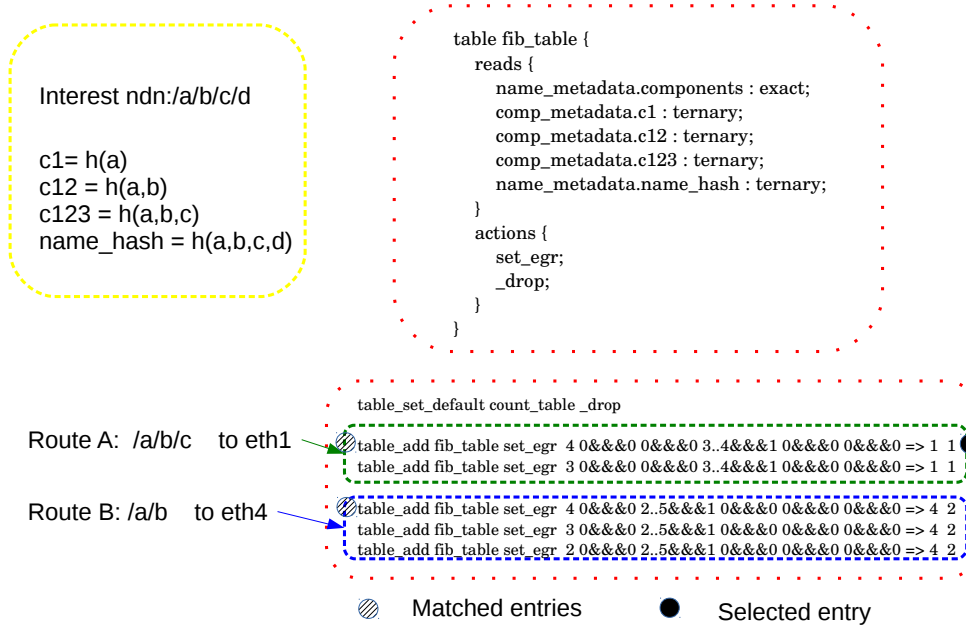 Interest ndn:/a/b/c/d
c1= h(a)
c12 = h(a,b)
c123 = h(a,b,c)
name_hash = h(a,b,c,d)
table fib_table {
reads {
name_metadata.components : exact;
comp_metadata.c1 : ternary;
comp_metadata.c12 : ternary;
comp_metadata.c123 : ternary;
name_metadata.name_hash : ternary;
}
actions {
set_egr;
_drop;
}
}
table_set_default count_table _drop
Route A: /a/b/c to eth1
table_add fib_table set_egr 4 0&&&0 0&&&0 3..4&&&1 0&&&0 0&&&0 => 1 1
table_add fib_table set_egr 3 0&&&0 0&&&0 3..4&&&1 0&&&0 0&&&0 => 1 1
Route B: /a/b to eth4
table_add fib_table set_egr 4 0&&&0 2..5&&&1 0&&&0 0&&&0 0&&&0 => 4 2
table_add fib_table set_egr 3 0&&&0 2..5&&&1 0&&&0 0&&&0 0&&&0 => 4 2
table_add fib_table set_egr 2 0&&&0 2..5&&&1 0&&&0 0&&&0 0&&&0 => 4 2
Matched entries
Selected entry